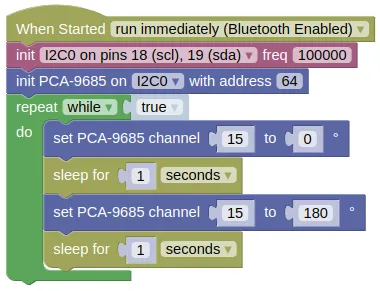 When Started run immediately (Bluetooth Enabled)
init I2C0 on pins 18 (scl), 19 (sda) freq 100000
init PCA-9685 on I2C0 with address 64
repeat while true
do
set PCA-9685 channel 15 to 0 °
sleep for 1 seconds
set PCA-9685 channel 15 to 180 °
sleep for 1 seconds